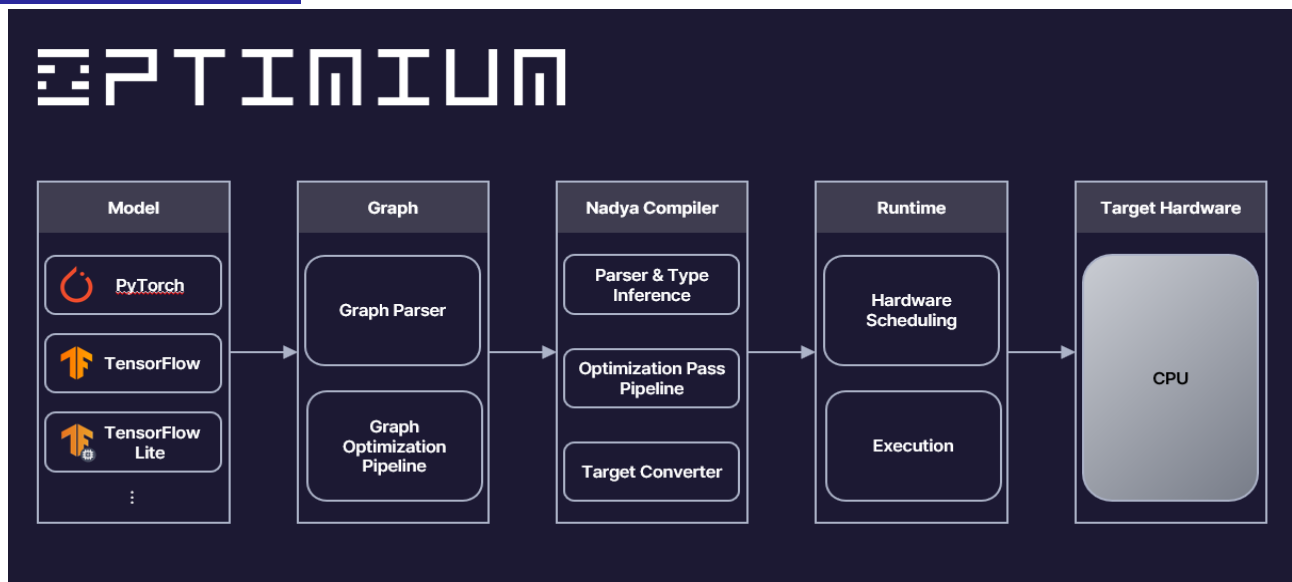 OPTIMIUM
Model
PyTorch
TensorFlow
TensorFlow
Lite
⋮
Graph
Graph Parser
Graph
Optimization
Pipeline
Nadya Compiler
Parser & Type
Inference
Optimization Pass
Pipeline
Target Converter
Runtime
Hardware
Scheduling
Execution
Target Hardware
CPU